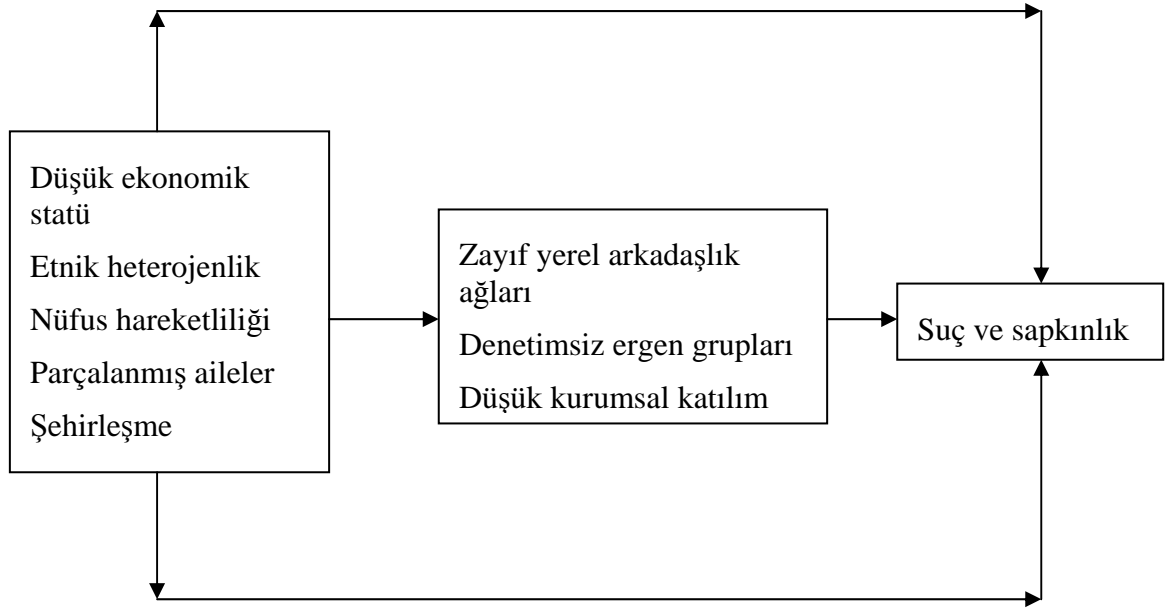 Düşük ekonomik
statü
Etnik heterojenlik
Nüfus hareketliliği
Parçalanmış aileler
Şehirleşme
Zayıf yerel arkadaşlık
ağları
Denetimsiz ergen grupları
Düşük kurumsal katılım
Suç ve sapkınlık